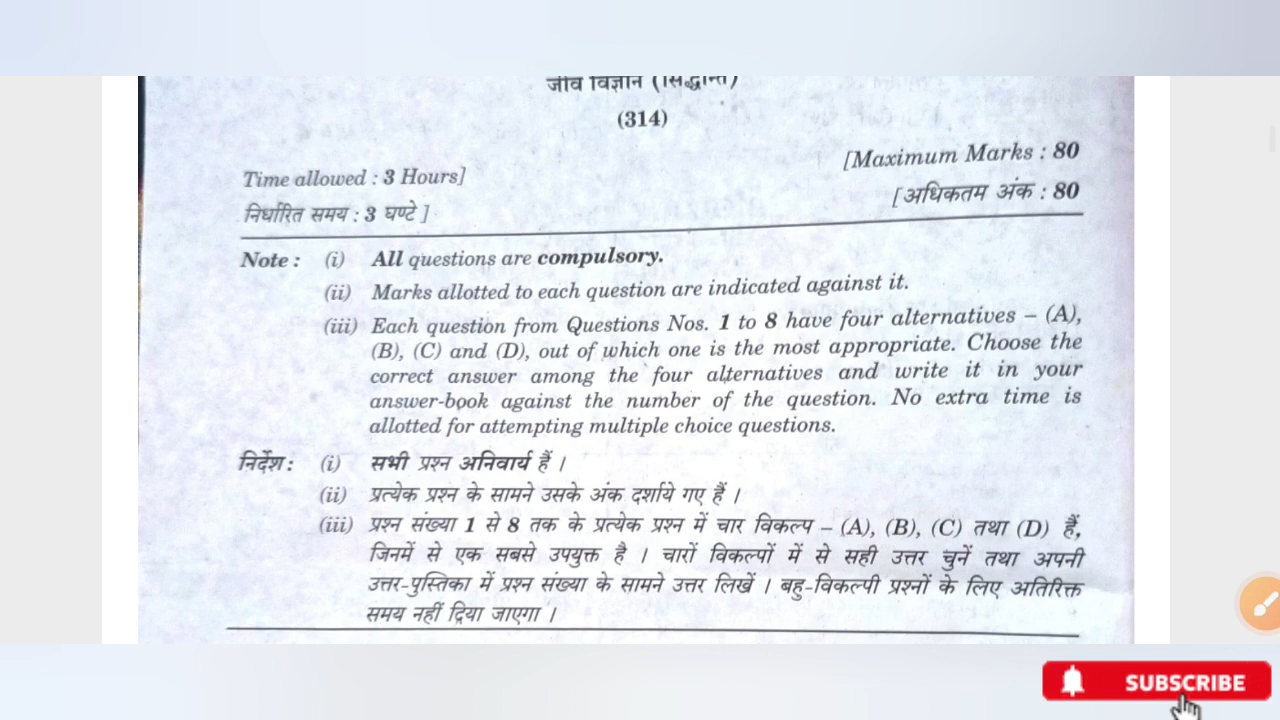 जीव विज्ञान (सिद्धान्त)
(314)
[Maximum Marks : 80
Time allowed : 3 Hours]
[अधिकतम अंक : 80
निर्धारित समय : 3 घण्टे ]
Note : (i) All questions are compulsory.
(ii) Marks allotted to each question are indicated against it.
(iii) Each question from Questions Nos. 1 to 8 have four alternatives – (A),
(B), (C) and (D), out of which one is the most appropriate. Choose the
correct answer among the four alternatives and write it in your
answer-book against the number of the question. No extra time is
allotted for attempting multiple choice questions.
निर्देश : (i) सभी प्रश्न अनिवार्य हैं ।
(ii) प्रत्येक प्रश्न के सामने उसके अंक दर्शाये गए हैं ।
(iii) प्रश्न संख्या 1 से 8 तक के प्रत्येक प्रश्न में चार विकल्प – (A), (B), (C) तथा (D) हैं,
जिनमें से एक सबसे उपयुक्त है । चारों विकल्पों में से सही उत्तर चुनें तथा अपनी
उत्तर-पुस्तिका में प्रश्न संख्या के सामने उत्तर लिखें । बहु-विकल्पी प्रश्नों के लिए अतिरिक्त
समय नहीं दिया जाएगा ।
SUBSCRIBE